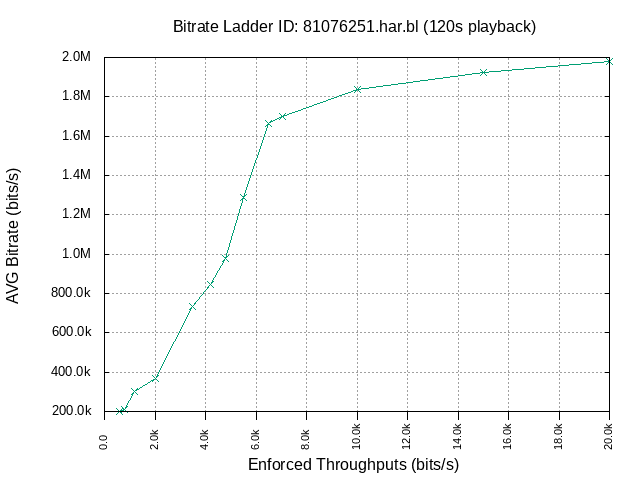 Bitrate Ladder ID: 81076251.har.bl (120s playback)
AVG Bitrate (bits/s)
2.0M
1.8M
1.6M
1.4M
1.2M
1.0M
800.0k
600.0k
400.0k
200.0k
0.0
2.0k
4.0k
6.0k
8.0k
10.0k
12.0k
14.0k
16.0k
18.0k
20.0k
Enforced Throughputs (bits/s)